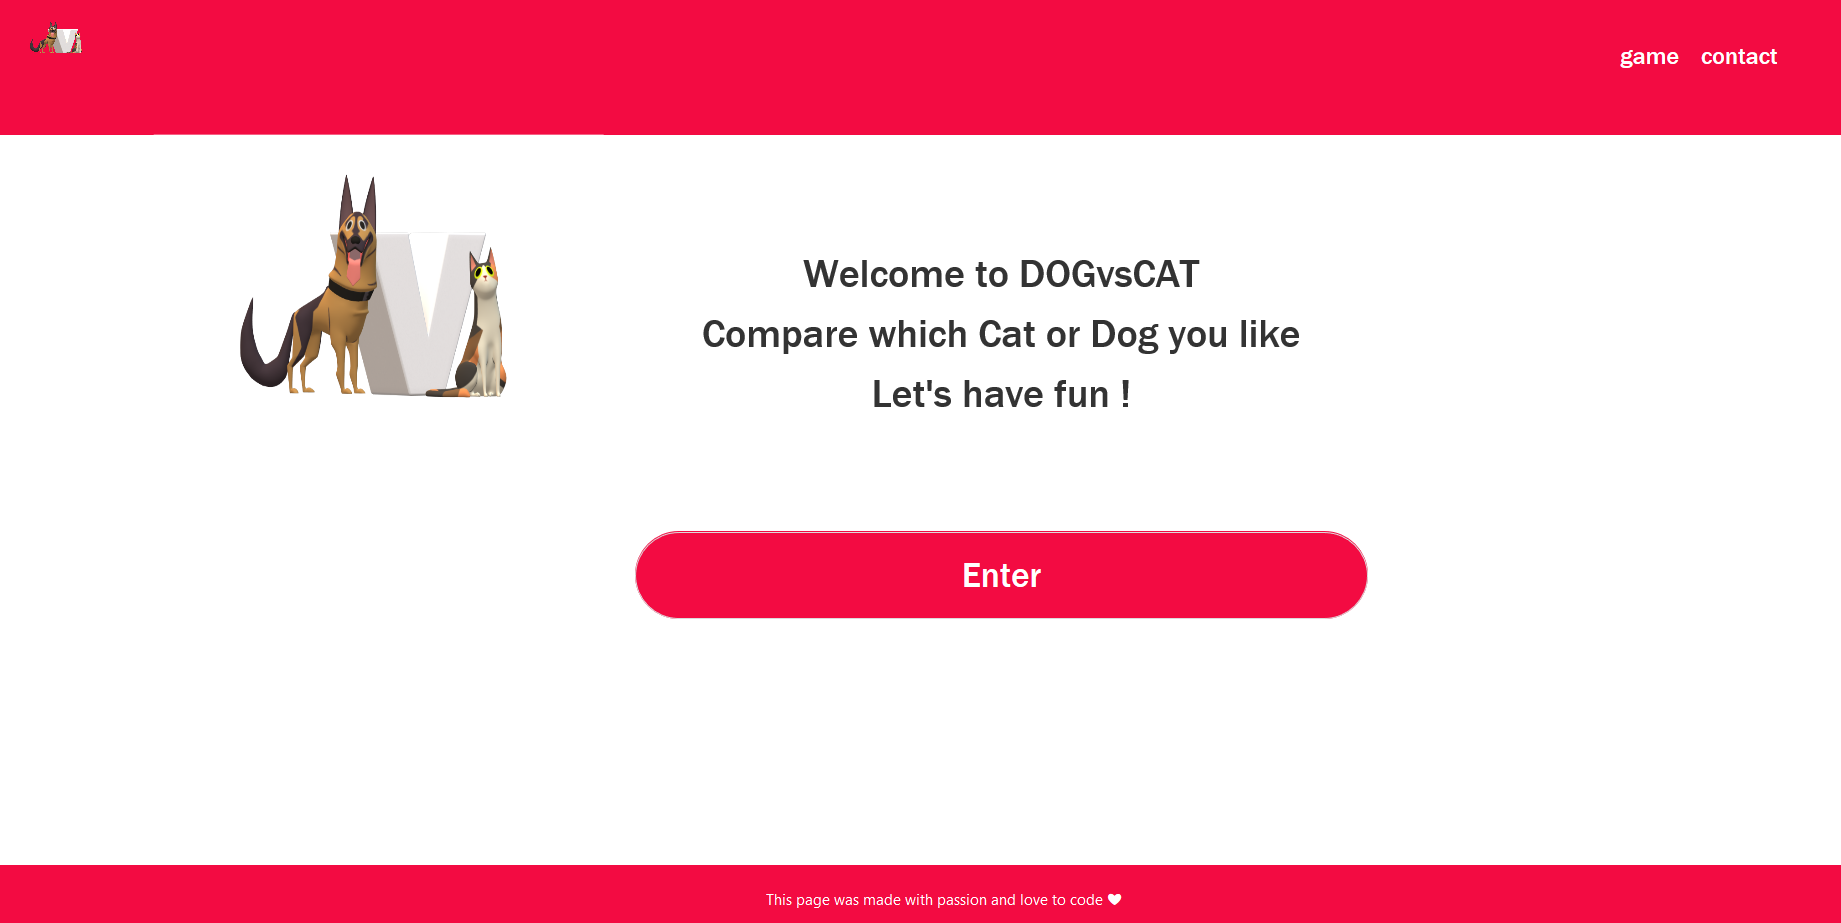 game contact
Welcome to DOGvsCAT
Compare which Cat or Dog you like
Let's have fun !
Enter
This page was made with passion and love to code 🤍